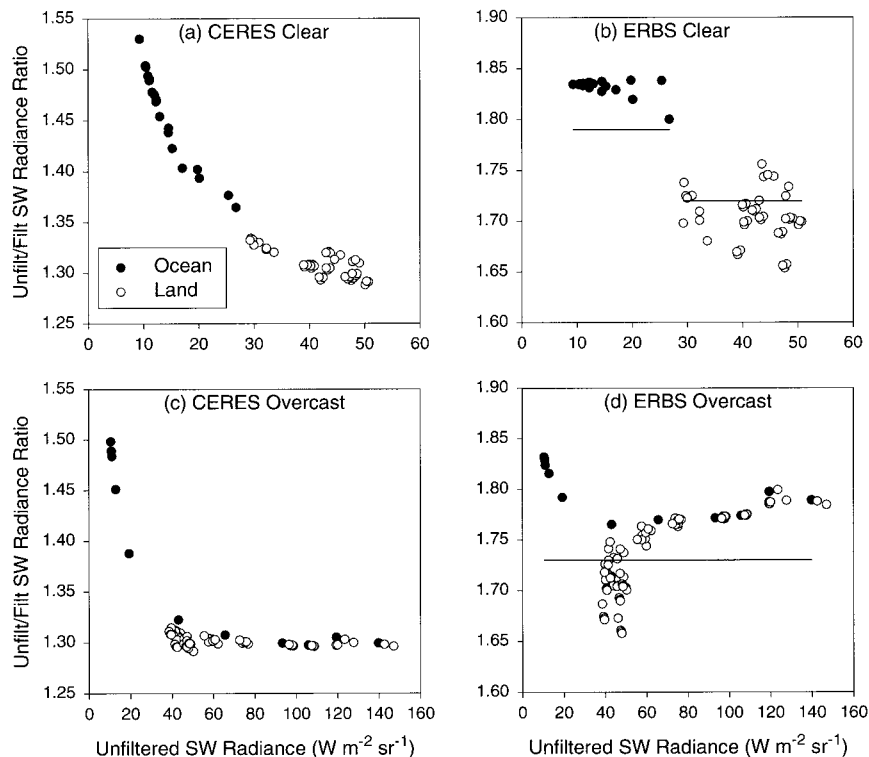 (a) CERES Clear
(b) ERBS Clear
Unfilt/Filt SW Radiance Ratio
1.55
1.50
1.45
1.40
1.35
1.30
1.25
Ocean
Land
0 10 20 30 40 50 60
1.90
1.85
1.80
1.75
1.70
1.65
1.60
0 10 20 30 40 50 60
(c) CERES Overcast
(d) ERBS Overcast
Unfilt/Filt SW Radiance Ratio
1.55
1.50
1.45
1.40
1.35
1.30
1.25
0 20 40 60 80 100 120 140 160
1.90
1.85
1.80
1.75
1.70
1.65
1.60
0 20 40 60 80 100 120 140 160
Unfiltered SW Radiance (W m⁻² sr⁻¹)
Unfiltered SW Radiance (W m⁻² sr⁻¹)